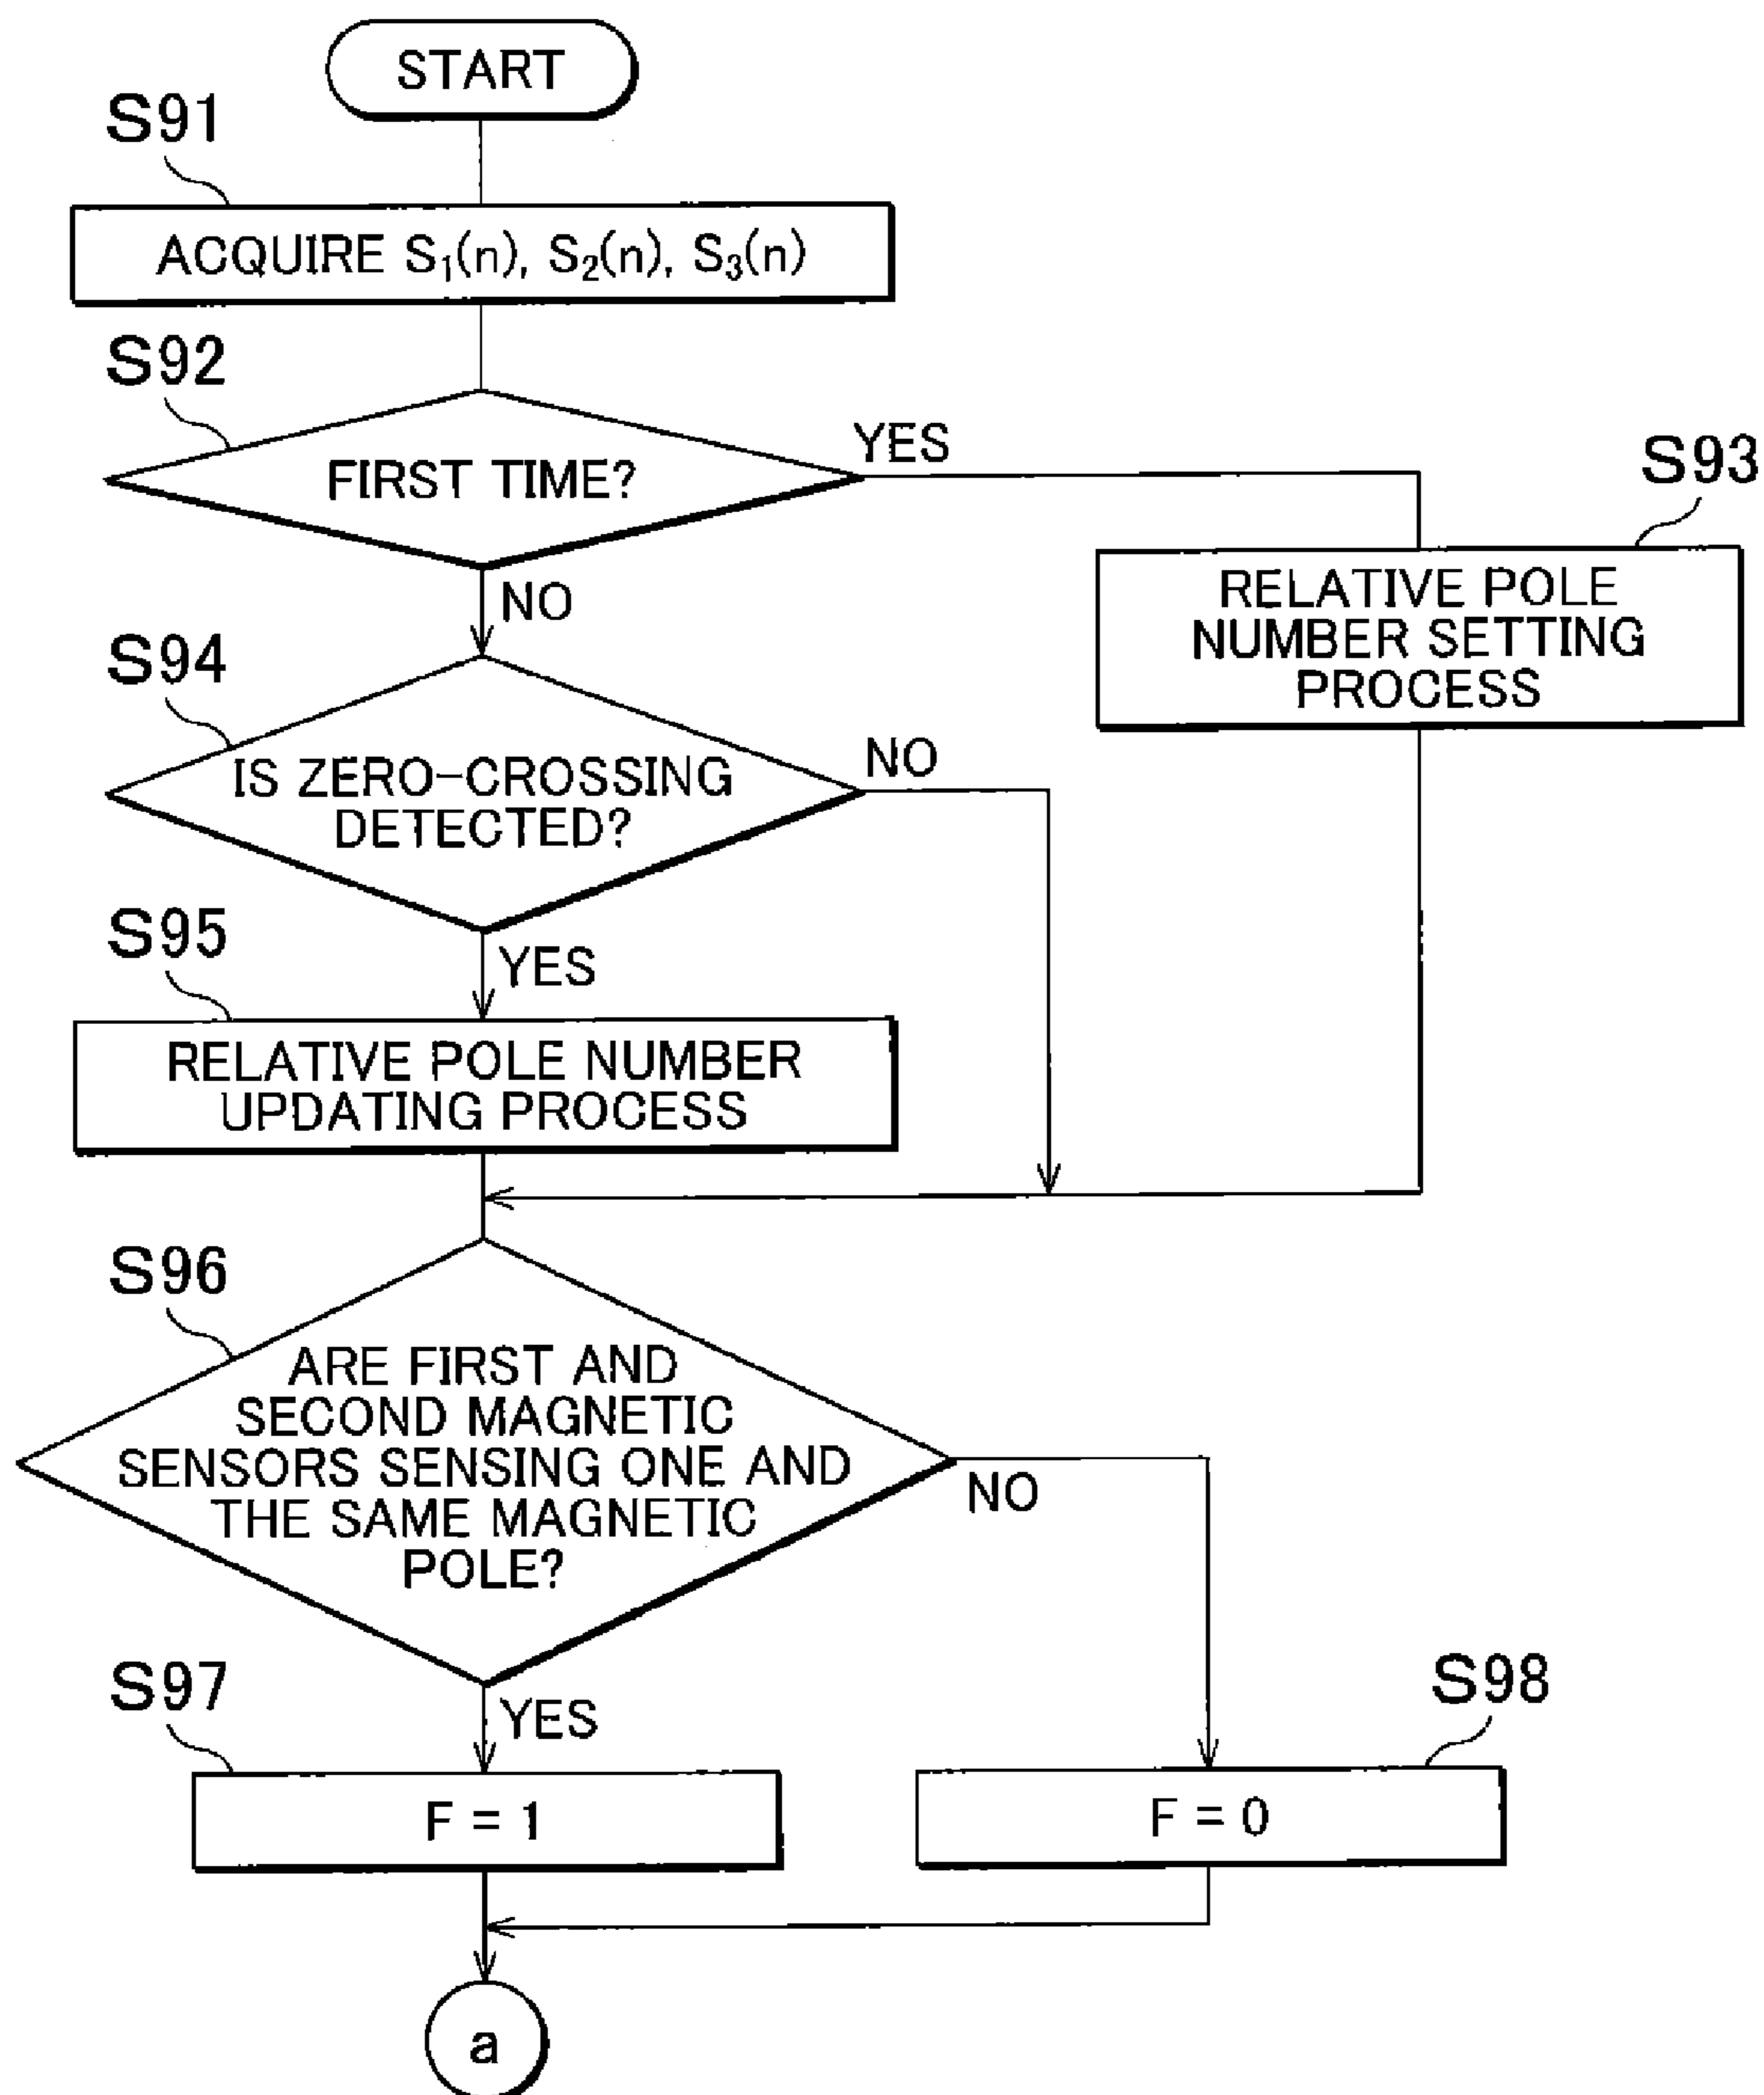 START
S91
ACQUIRE S₁(n), S₂(n), S₃(n)
S92
FIRST TIME?
YES
S93
RELATIVE POLE
NUMBER SETTING
PROCESS
NO
S94
IS ZERO-CROSSING
DETECTED?
NO
S95
YES
RELATIVE POLE NUMBER
UPDATING PROCESS
S96
ARE FIRST AND
SECOND MAGNETIC
SENSORS SENSING ONE AND
THE SAME MAGNETIC
POLE?
NO
S97
YES
S98
F = 1
F = 0
a